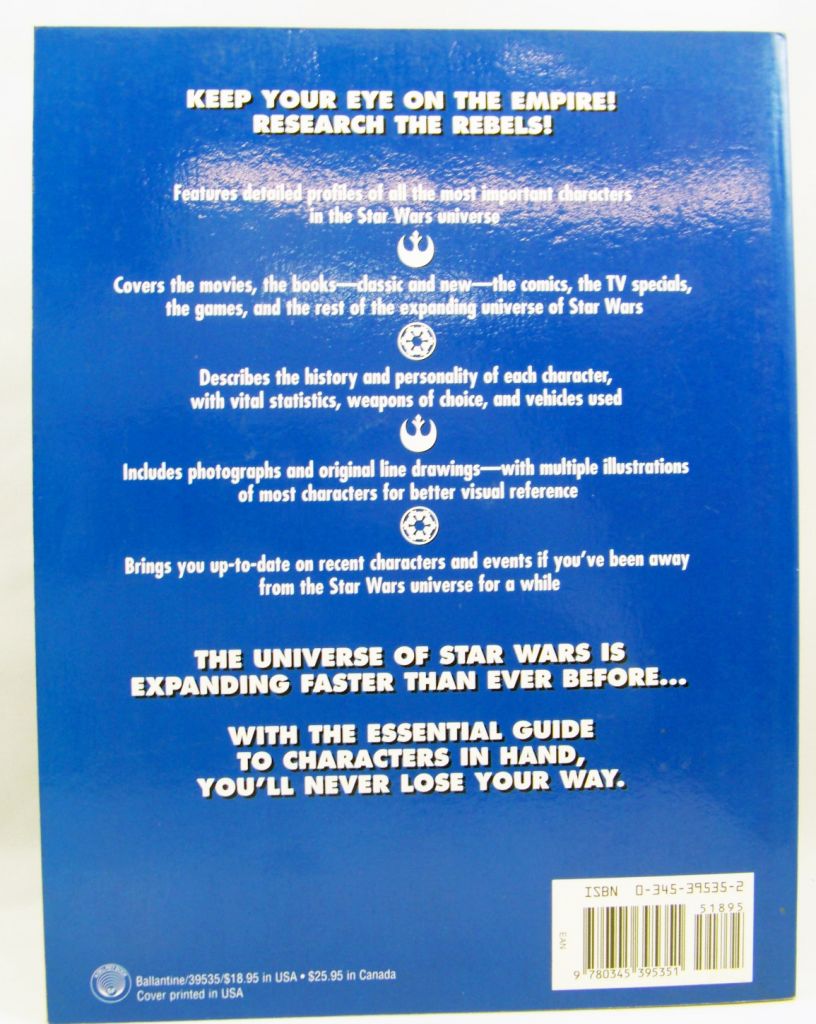 KEEP YOUR EYE ON THE EMPIRE!
RESEARCH THE REBELS!
Features detailed profiles of all the most important characters
in the Star Wars universe
Covers the movies, the books—classic and new—the comics, the TV specials,
the games, and the rest of the expanding universe of Star Wars
Describes the history and personality of each character,
with vital statistics, weapons of choice, and vehicles used
Includes photographs and original line drawings—with multiple illustrations
of most characters for better visual reference
Brings you up-to-date on recent characters and events if you've been away
from the Star Wars universe for a while
THE UNIVERSE OF STAR WARS IS
EXPANDING FASTER THAN EVER BEFORE...
WITH THE ESSENTIAL GUIDE
TO CHARACTERS IN HAND,
YOU'LL NEVER LOSE YOUR WAY.
ISBN 0-345-39535-2
51895
EAN
9 780345 395351
Ballantine/39535/$18.95 in USA • $25.95 in Canada
Cover printed in USA